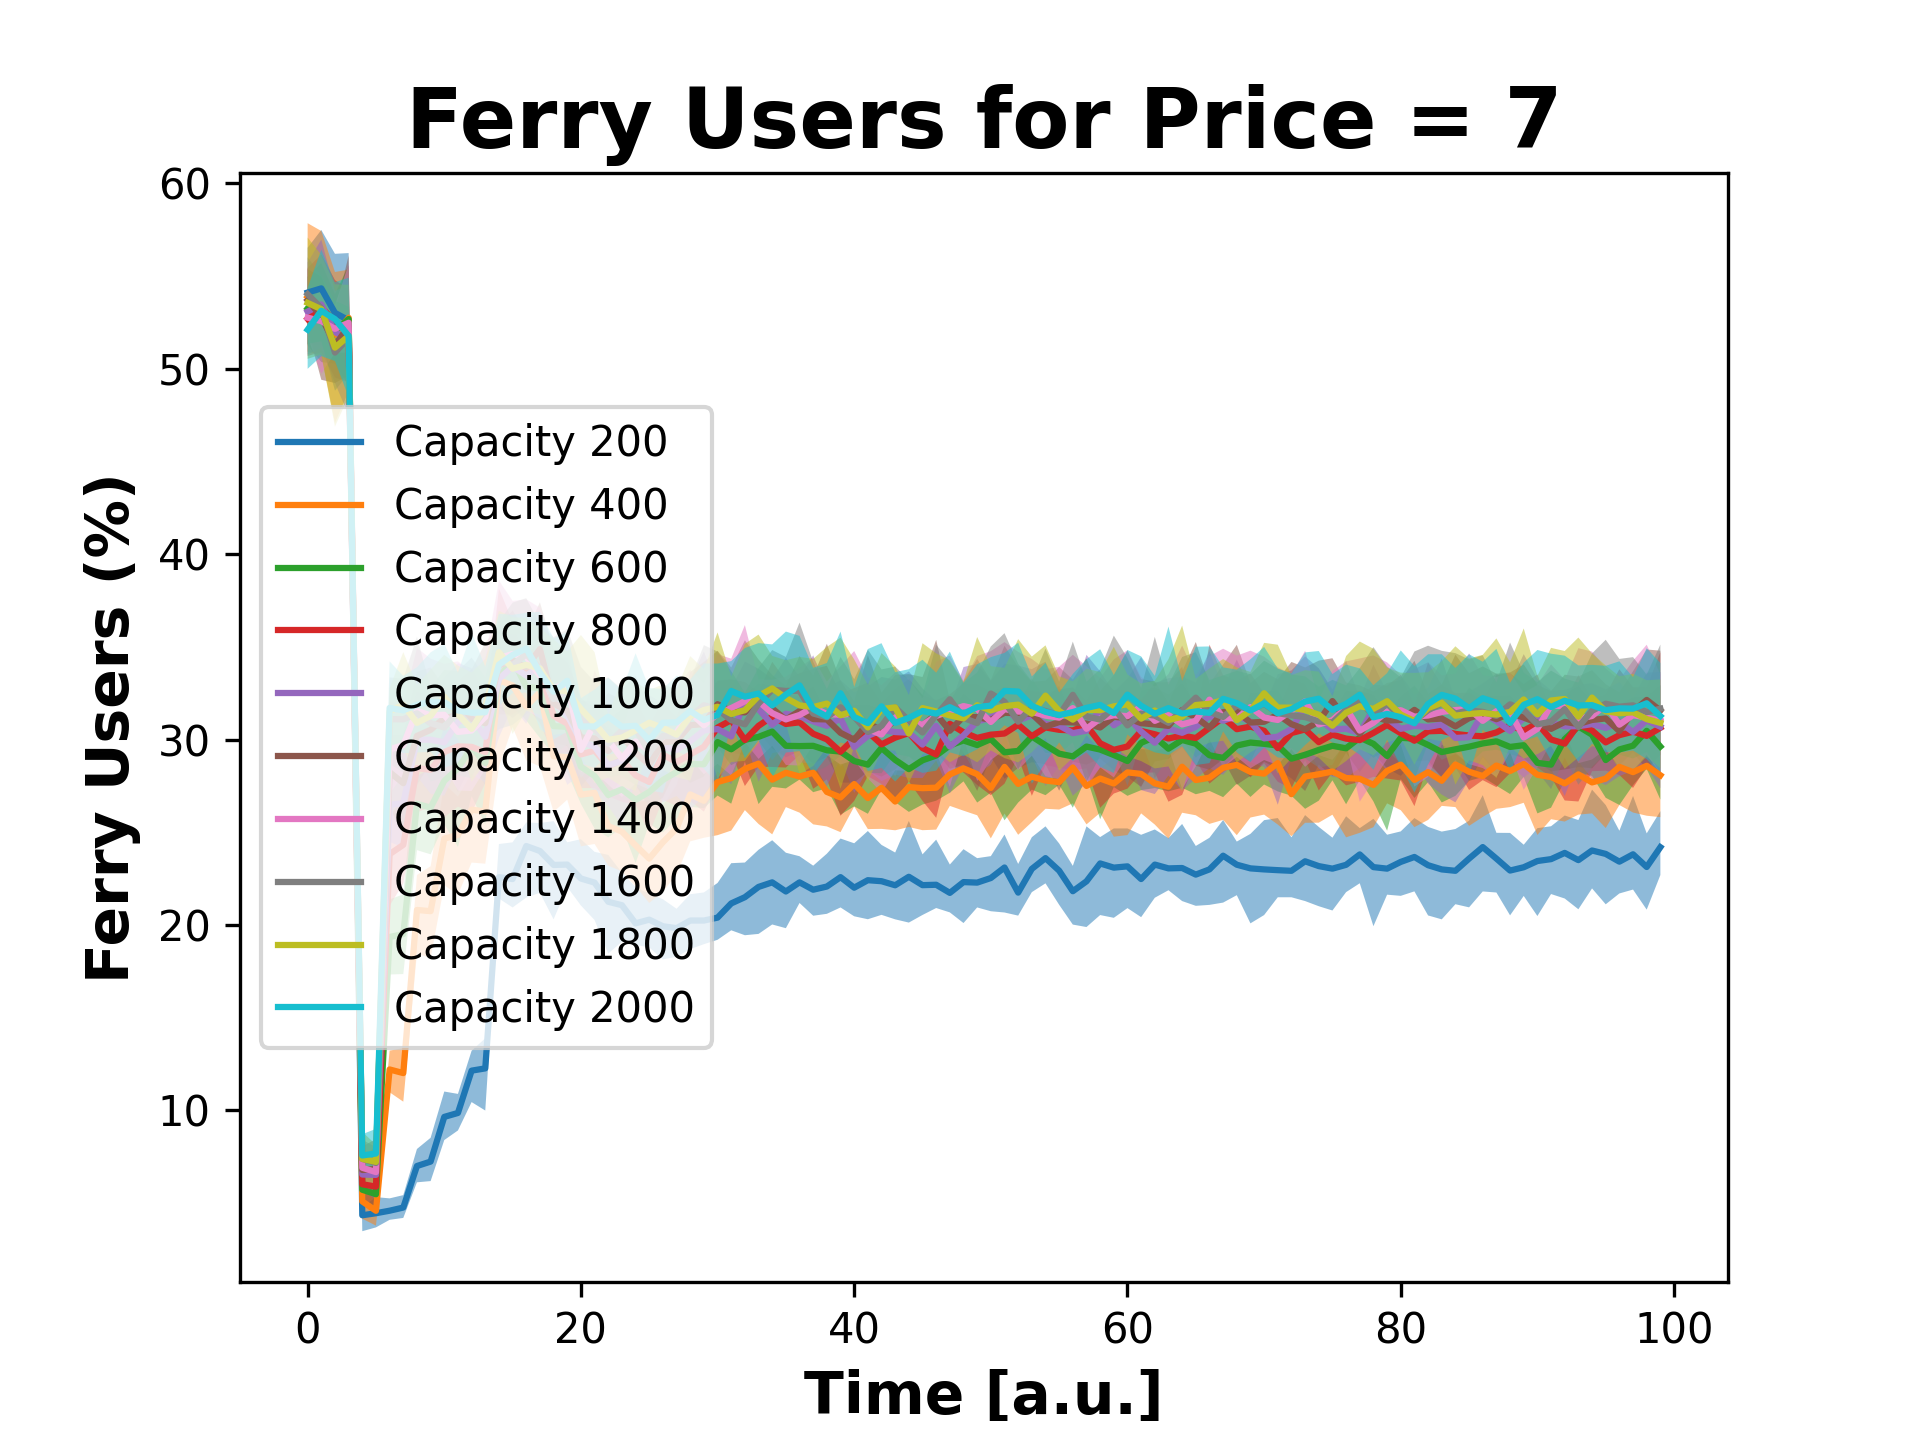 Ferry Users for Price = 7
60
50
40
30
20
10
Ferry Users (%)
Capacity 200
Capacity 400
Capacity 600
Capacity 800
Capacity 1000
Capacity 1200
Capacity 1400
Capacity 1600
Capacity 1800
Capacity 2000
0 20 40 60 80 100
Time [a.u.]